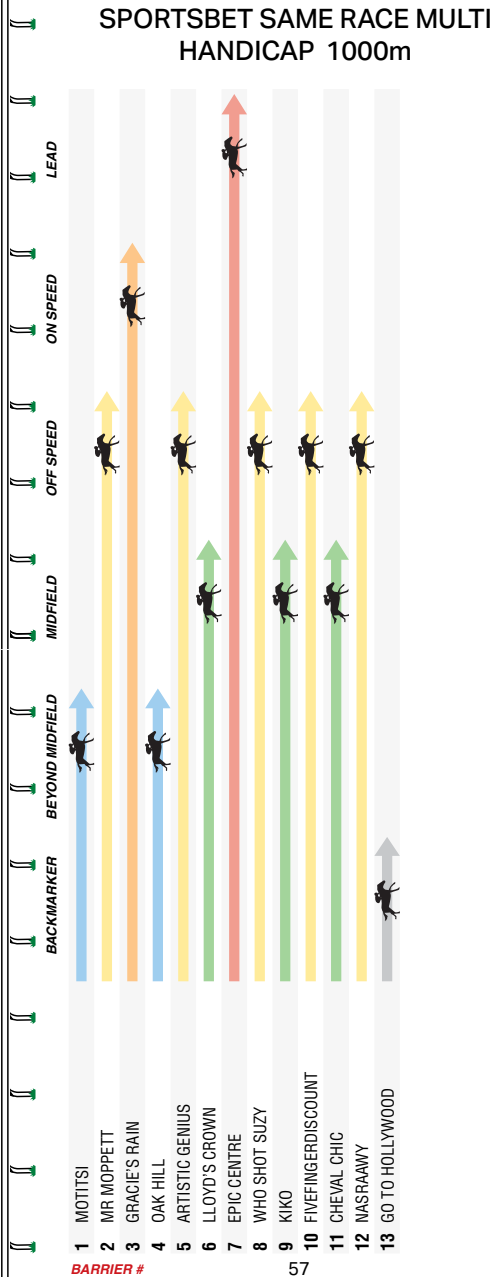 SPORTSBET SAME RACE MULTI
HANDICAP 1000m
LEAD
ON SPEED
OFF SPEED
MIDFIELD
BEYOND MIDFIELD
BACKMARKER
1 MOTITSI
2 MR MOPPETT
3 GRACIE'S RAIN
4 OAK HILL
5 ARTISTIC GENIUS
6 LLOYD'S CROWN
7 EPIC CENTRE
8 WHO SHOT SUZY
9 KIKO
10 FIVEFINGERDISCOUNT
11 CHEVAL CHIC
12 NASRAAWY
13 GO TO HOLLYWOOD
BARRIER #
57